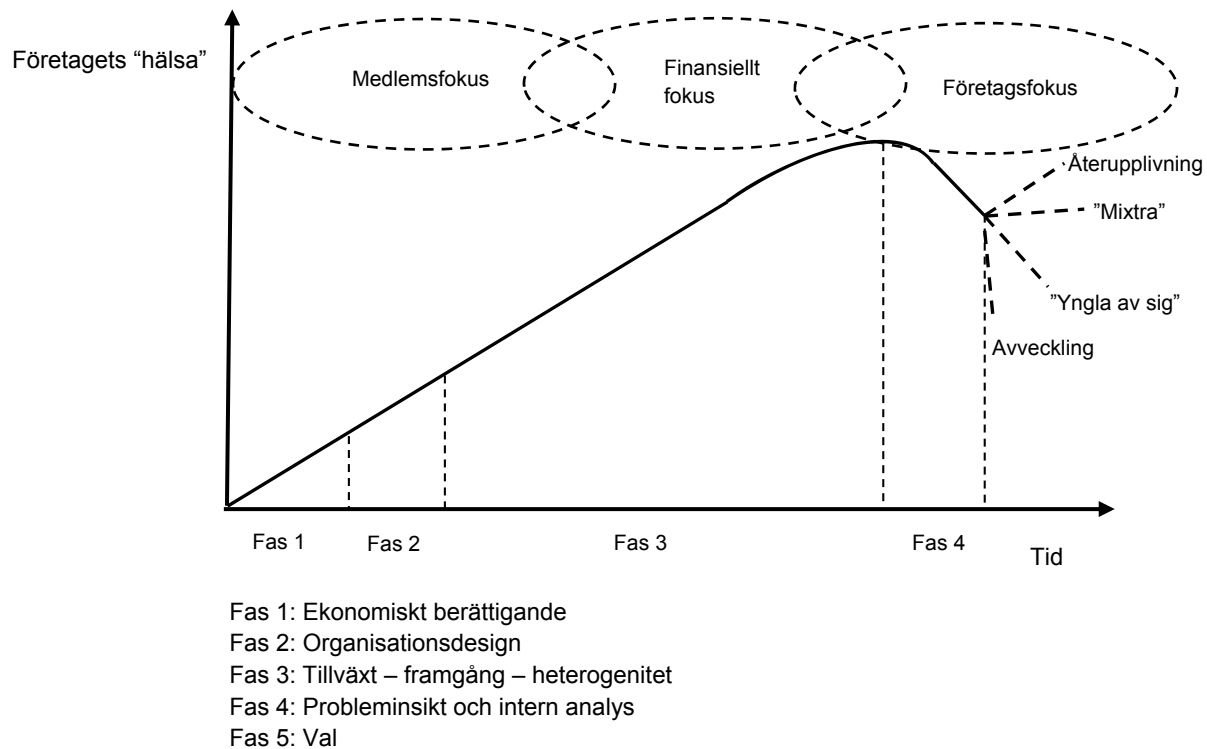 Företagets “hälsa”
Medlemsfokus
Finansiellt
fokus
Företagsfokus
Återupplivning
”Mixtra”
”Yngla av sig”
Avveckling
Fas 1
Fas 2
Fas 3
Fas 4
Tid
Fas 1: Ekonomiskt berättigande
Fas 2: Organisationsdesign
Fas 3: Tillväxt – framgång – heterogenitet
Fas 4: Probleminsikt och intern analys
Fas 5: Val